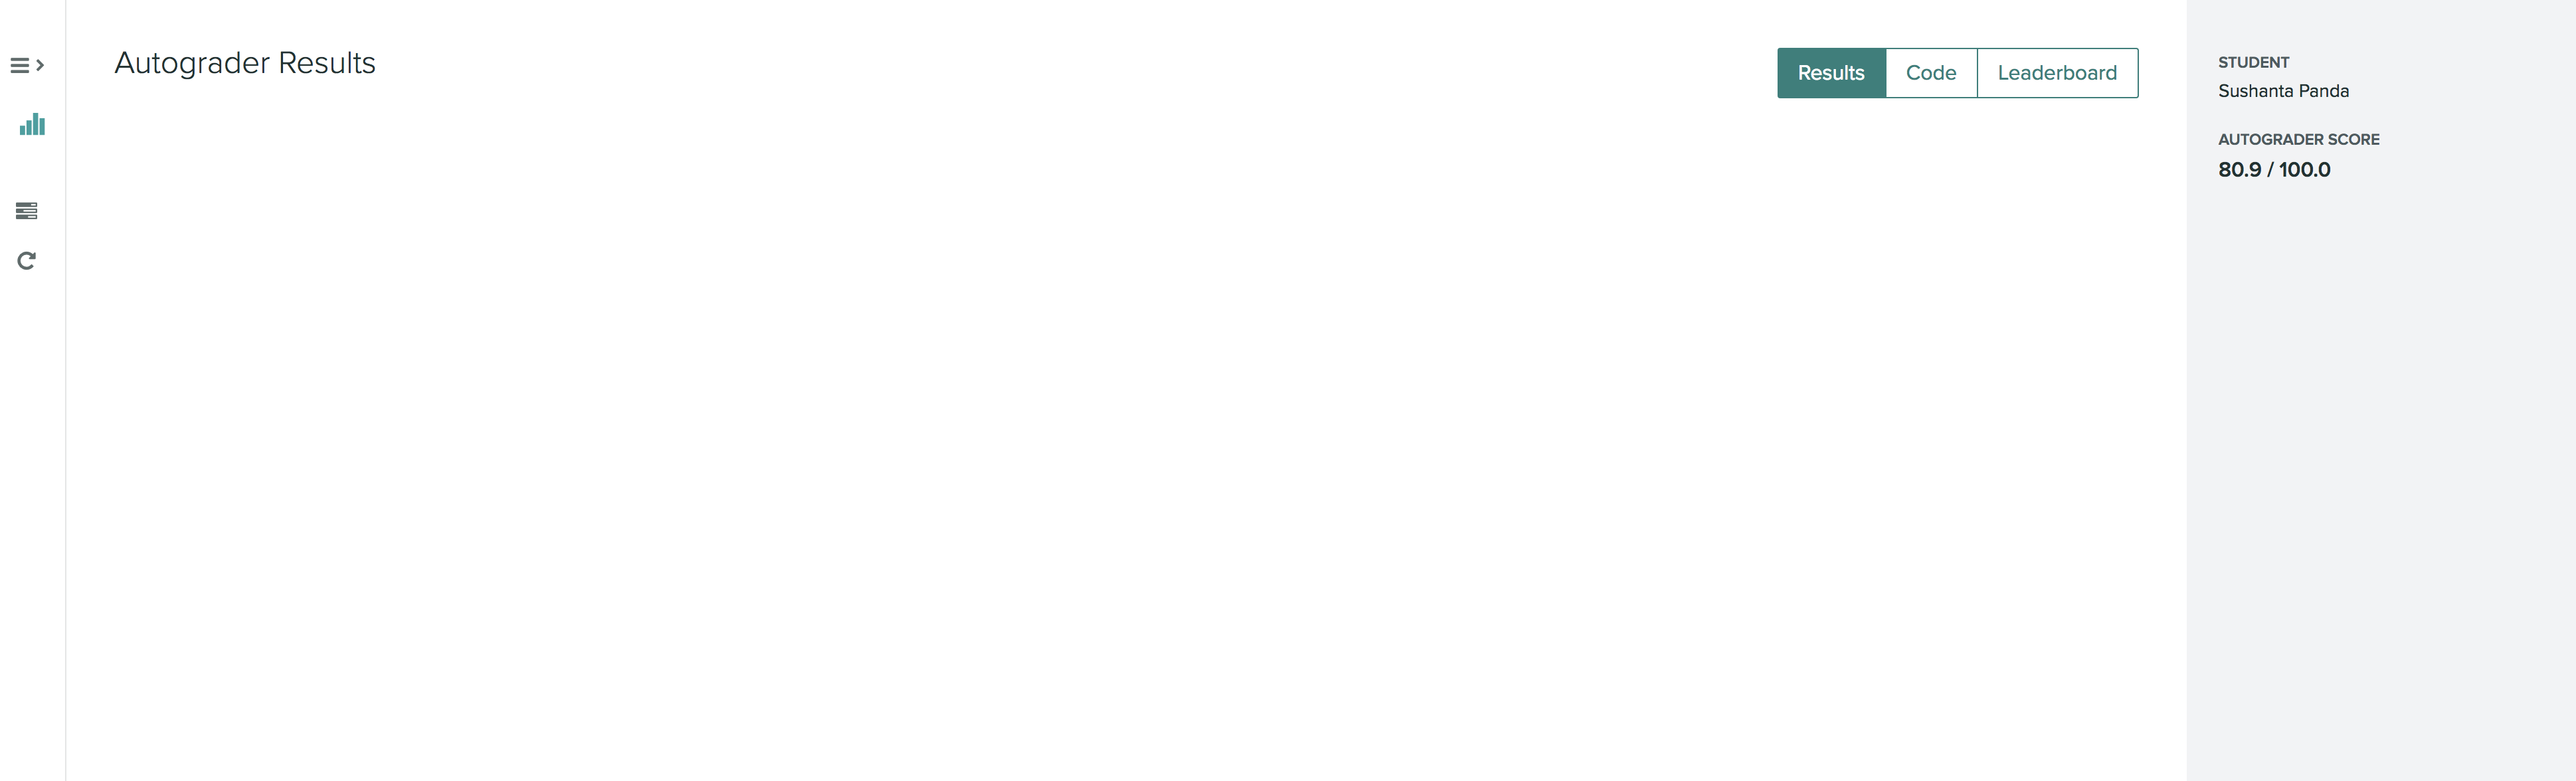 Autograder Results
Results
Code
Leaderboard
STUDENT
Sushanta Panda
AUTOGRADER SCORE
80.9 / 100.0